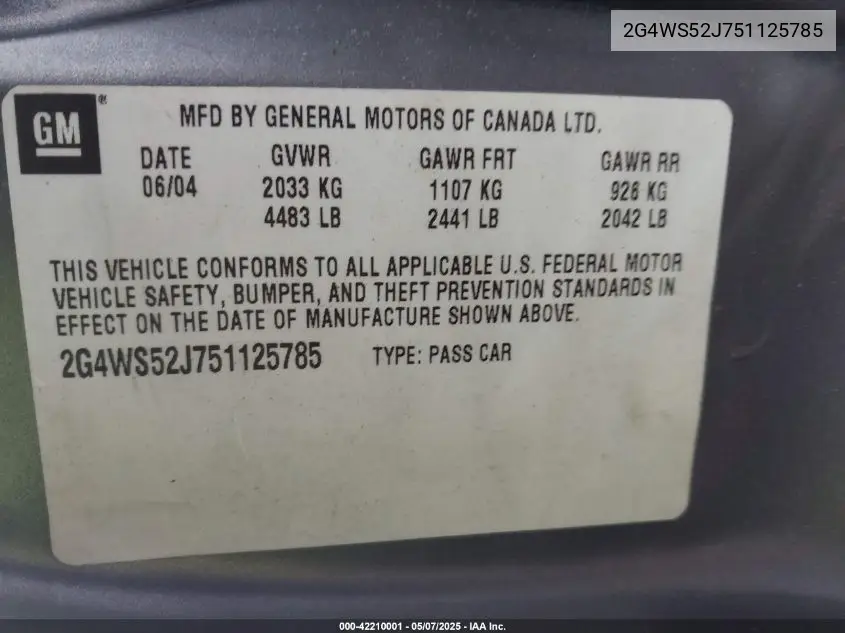 2G4WS52J751125785
GM ®
MFD BY GENERAL MOTORS OF CANADA LTD.
DATE GVWR GAWR FRT GAWR RR
06/04 2033 KG 1107 KG 926 KG
4483 LB 2441 LB 2042 LB
THIS VEHICLE CONFORMS TO ALL APPLICABLE U.S. FEDERAL MOTOR
VEHICLE SAFETY, BUMPER, AND THEFT PREVENTION STANDARDS IN
EFFECT ON THE DATE OF MANUFACTURE SHOWN ABOVE.
2G4WS52J751125785 TYPE: PASS CAR
000-42210001 - 05/07/2025 - IAA Inc.